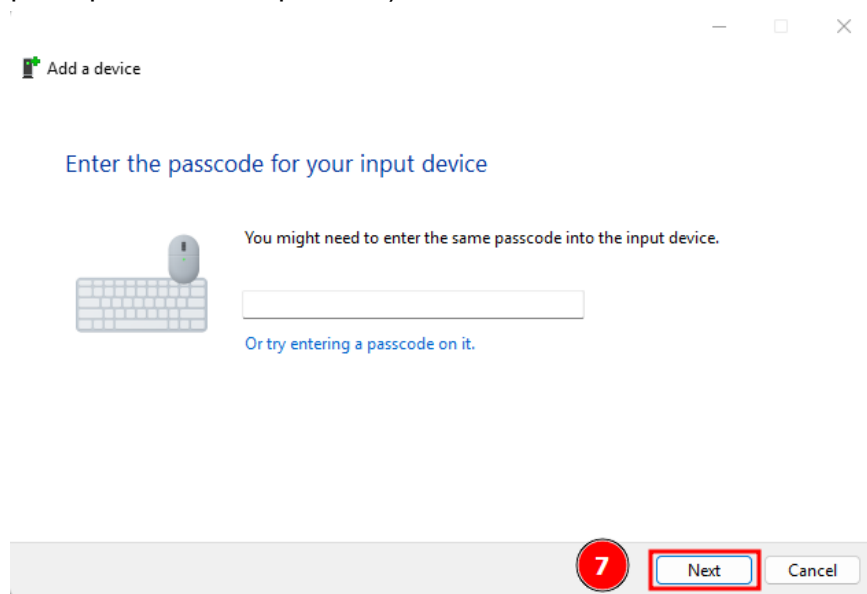 Add a device
Enter the passcode for your input device
You might need to enter the same passcode into the input device.
Or try entering a passcode on it.
7
Next
Cancel